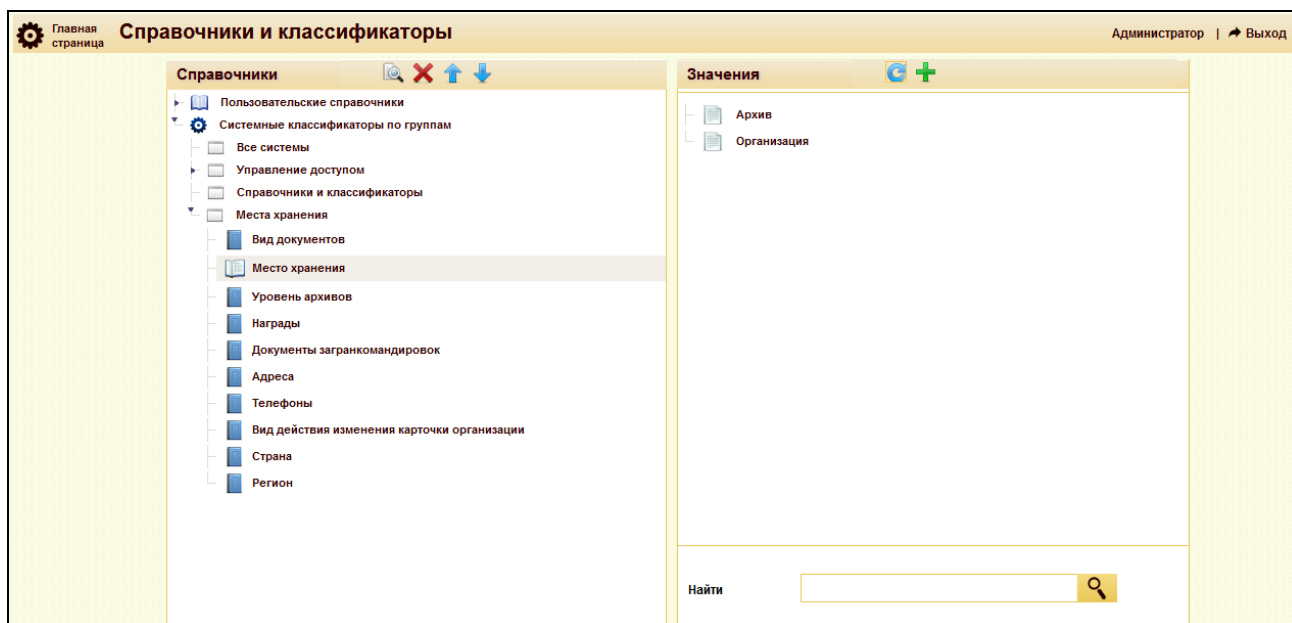 Главная
страница
Справочники и классификаторы
Администратор | Выход
Справочники
Пользовательские справочники
Системные классификаторы по группам
Все системы
Управление доступом
Справочники и классификаторы
Места хранения
Вид документов
Место хранения
Уровень архивов
Награды
Документы загранкомандировок
Адреса
Телефоны
Вид действия изменения карточки организации
Страна
Регион
Значения
Архив
Организация
Найти